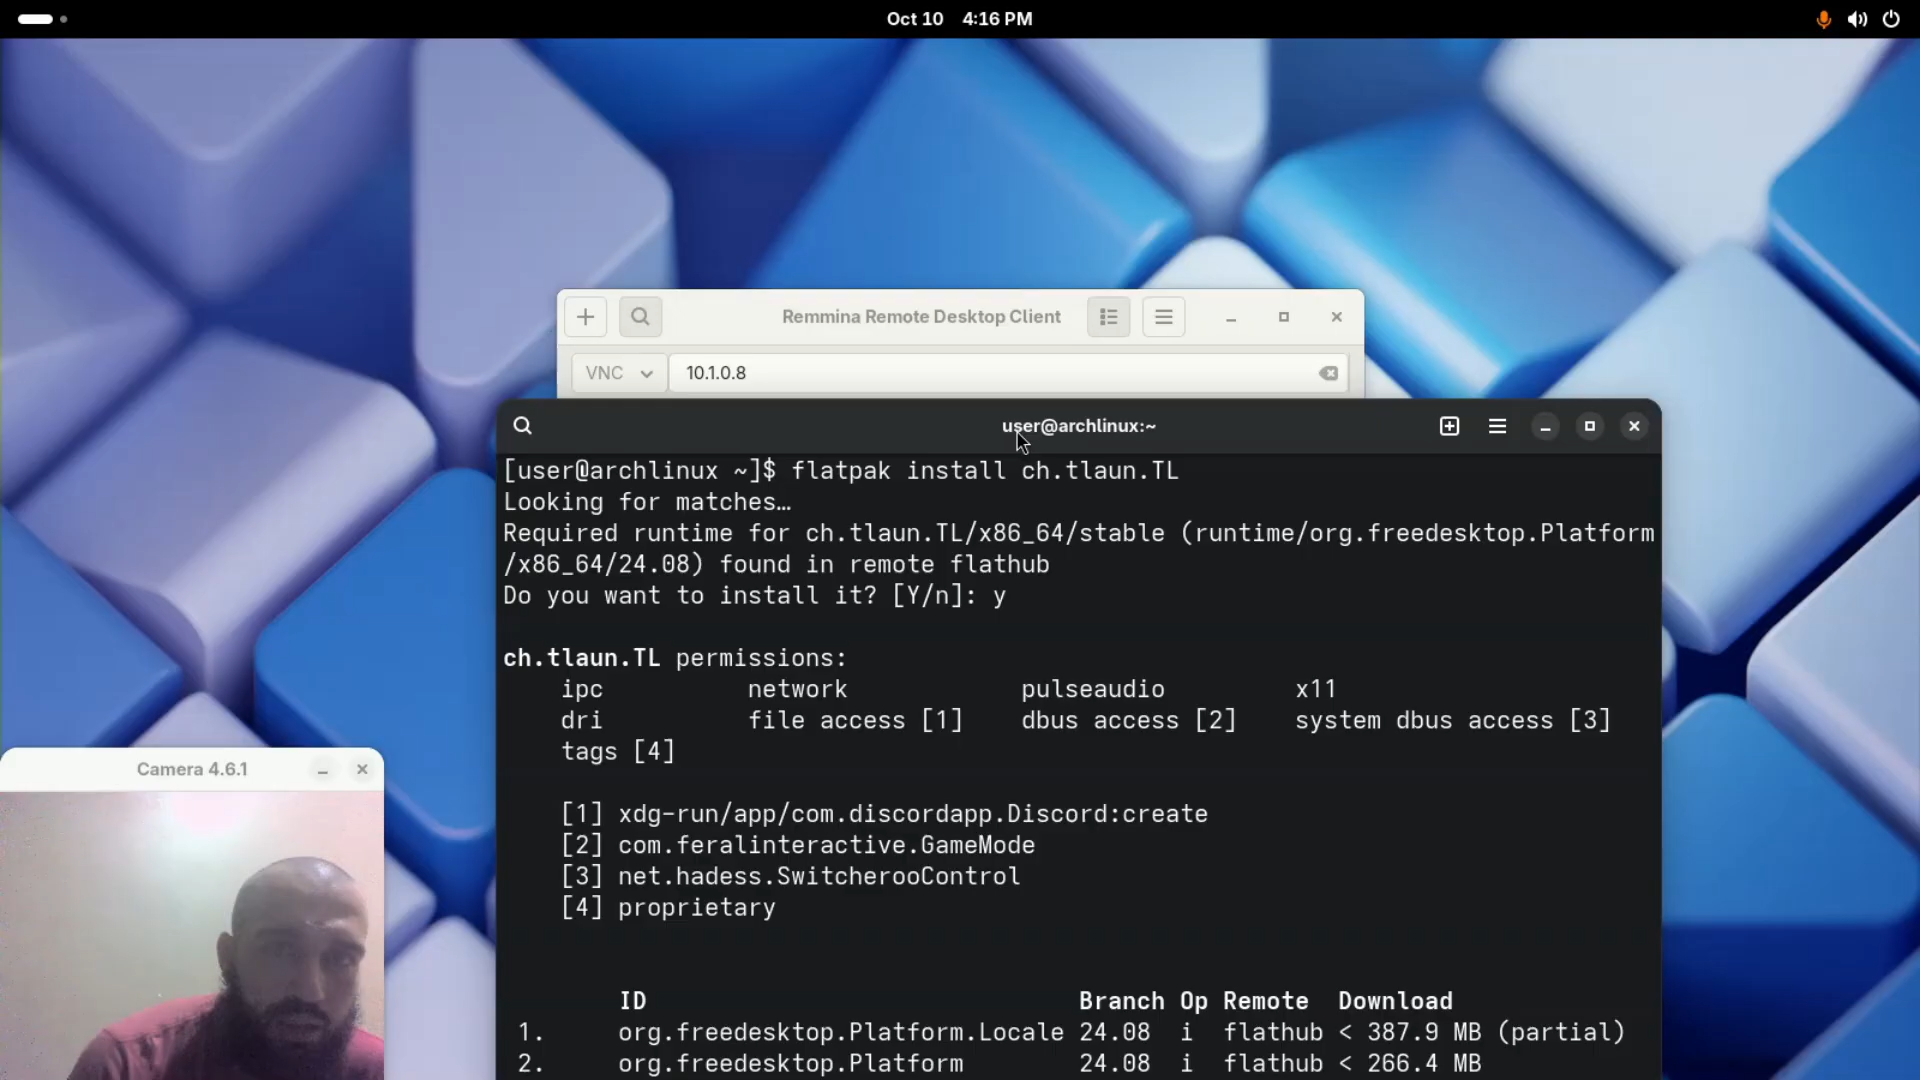 Oct 10 4:16 PM
Remmina Remote Desktop Client
VNC 10.1.0.8
user@archlinux:~
[user@archlinux ~]$ flatpak install ch.tlaun.TL
Looking for matches…
Required runtime for ch.tlaun.TL/x86_64/stable (runtime/org.freedesktop.Platform
/x86_64/24.08) found in remote flathub
Do you want to install it? [Y/n]: y
ch.tlaun.TL permissions:
ipc network pulseaudio x11
dri file access [1] dbus access [2] system dbus access [3]
tags [4]
[1] xdg-run/app/com.discordapp.Discord:create
[2] com.feralinteractive.GameMode
[3] net.hadess.SwitcherooControl
[4] proprietary
ID Branch Op Remote Download
1. org.freedesktop.Platform.Locale 24.08 i flathub < 387.9 MB (partial)
2. org.freedesktop.Platform 24.08 i flathub < 266.4 MB
Camera 4.6.1